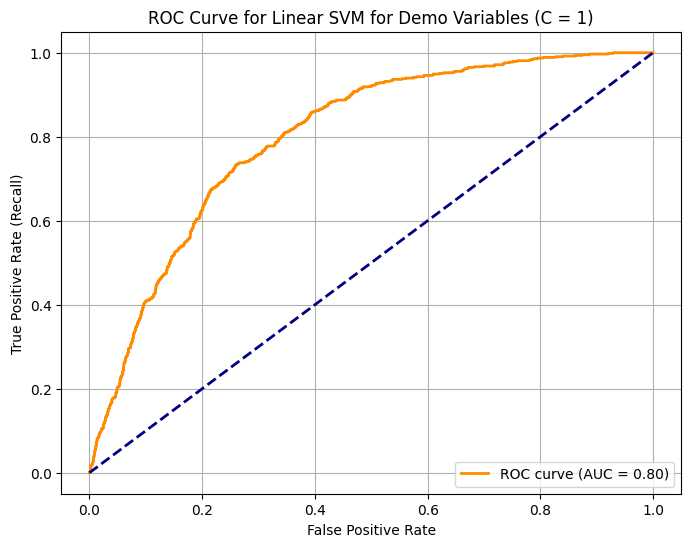 ROC Curve for Linear SVM for Demo Variables (C = 1)
True Positive Rate (Recall)
1.0
0.8
0.6
0.4
0.2
0.0
ROC curve (AUC = 0.80)
0.0 0.2 0.4 0.6 0.8 1.0
False Positive Rate